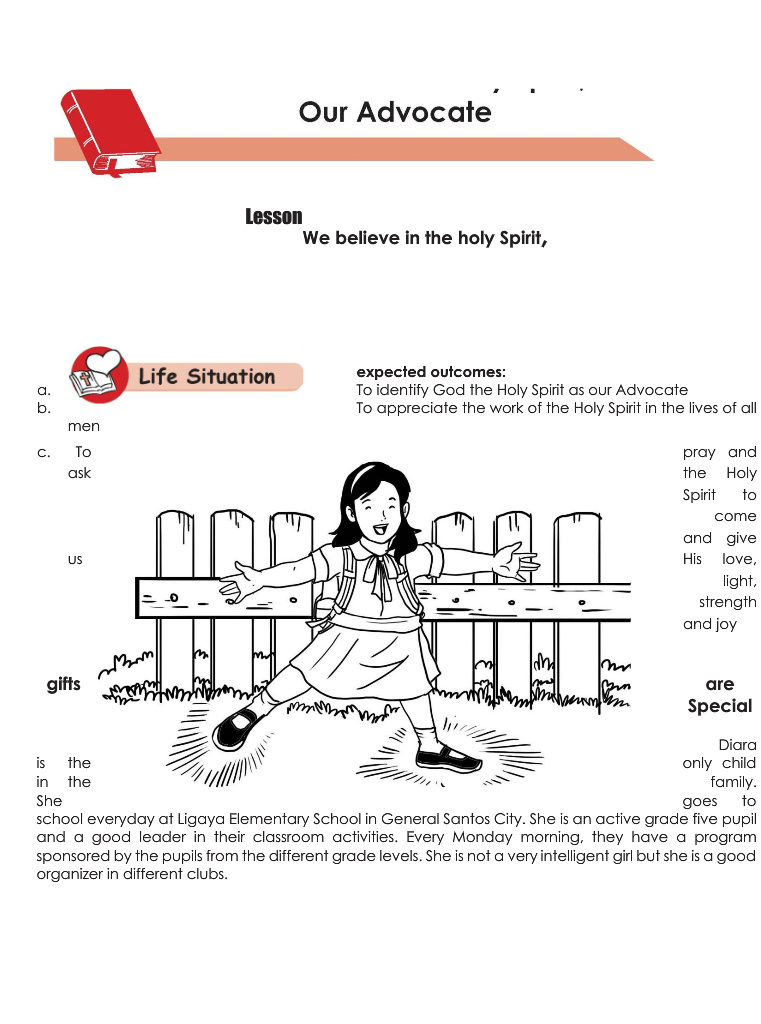 Our Advocate
Lesson
We believe in the holy Spirit,
Life Situation
expected outcomes:
a. To identify God the Holy Spirit as our Advocate
b. To appreciate the work of the Holy Spirit in the lives of all
men
c. To pray and
ask the Holy
Spirit to
come
and give
us His love,
light,
strength
and joy
gifts are
Special
Diara
is the only child
in the family.
She goes to
school everyday at Ligaya Elementary School in General Santos City. She is an active grade five pupil
and a good leader in their classroom activities. Every Monday morning, they have a program
sponsored by the pupils from the different grade levels. She is not a very intelligent girl but she is a good
organizer in different clubs.